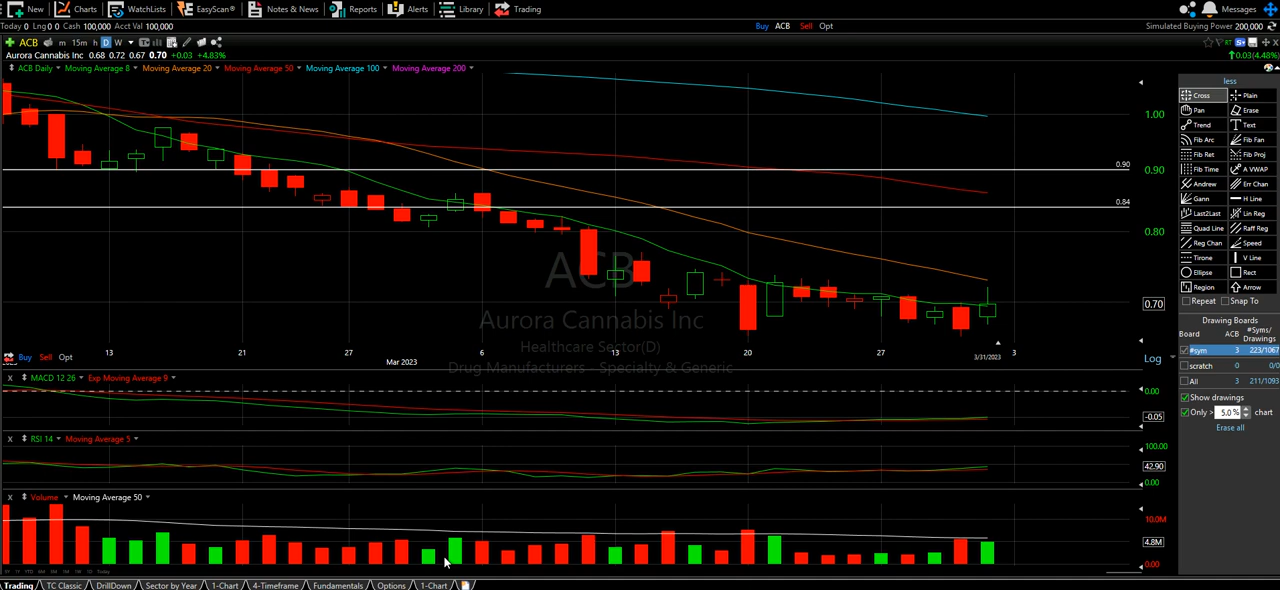 New Charts WatchLists EasyScan® Notes & News Reports Alerts Library Trading Messages
Today 0 Lng 0 0 Cash 100,000 Acct Val 100,000 Buy ACB Sell Opt Simulated Buying Power 200,000
ACB m 15m h D W
Aurora Cannabis Inc 0.68 0.72 0.67 0.70 +0.03 +4.83% 0.03(4.48%)
ACB Daily Moving Average 8 Moving Average 20 Moving Average 50 Moving Average 100 Moving Average 200
less
Cross Plain
Pan Erase
Trend Text
Fib Arc Fib Fan
Fib Ret Fib Proj
Fib Time A VWAP
Andrew Err Chan
Gann H Line
Last2Last Lin Reg
Quad Line Raff Reg
Reg Chan Speed
Tirone V Line
Ellipse Rect
Region Arrow
Repeat Snap To
Drawing Boards
Board ACB #Syms/ Drawings
#sym 3 223/1067
scratch 0 0/0
All 3 211/1093
Show drawings
Only > 5.0 % chart
Erase all
1.00
0.90 0.90
0.84
0.80
0.70
ACB
Aurora Cannabis Inc
Healthcare Sector(D)
Drug Manufacturers - Specialty & Generic
13 21 27 Mar 2023 6 13 20 27 3/31/2023 3
Buy Sell Opt Log
X MACD 12 26 Exp Moving Average 9
0.00
-0.05
X RSI 14 Moving Average 5
100.00
42.90
0.00
X Volume Moving Average 50
10.9M
4.8M
0.00
Trading TC Classic DrillDown Sector by Year 1-Chart 4-Timeframe Fundamentals Options 1-Chart